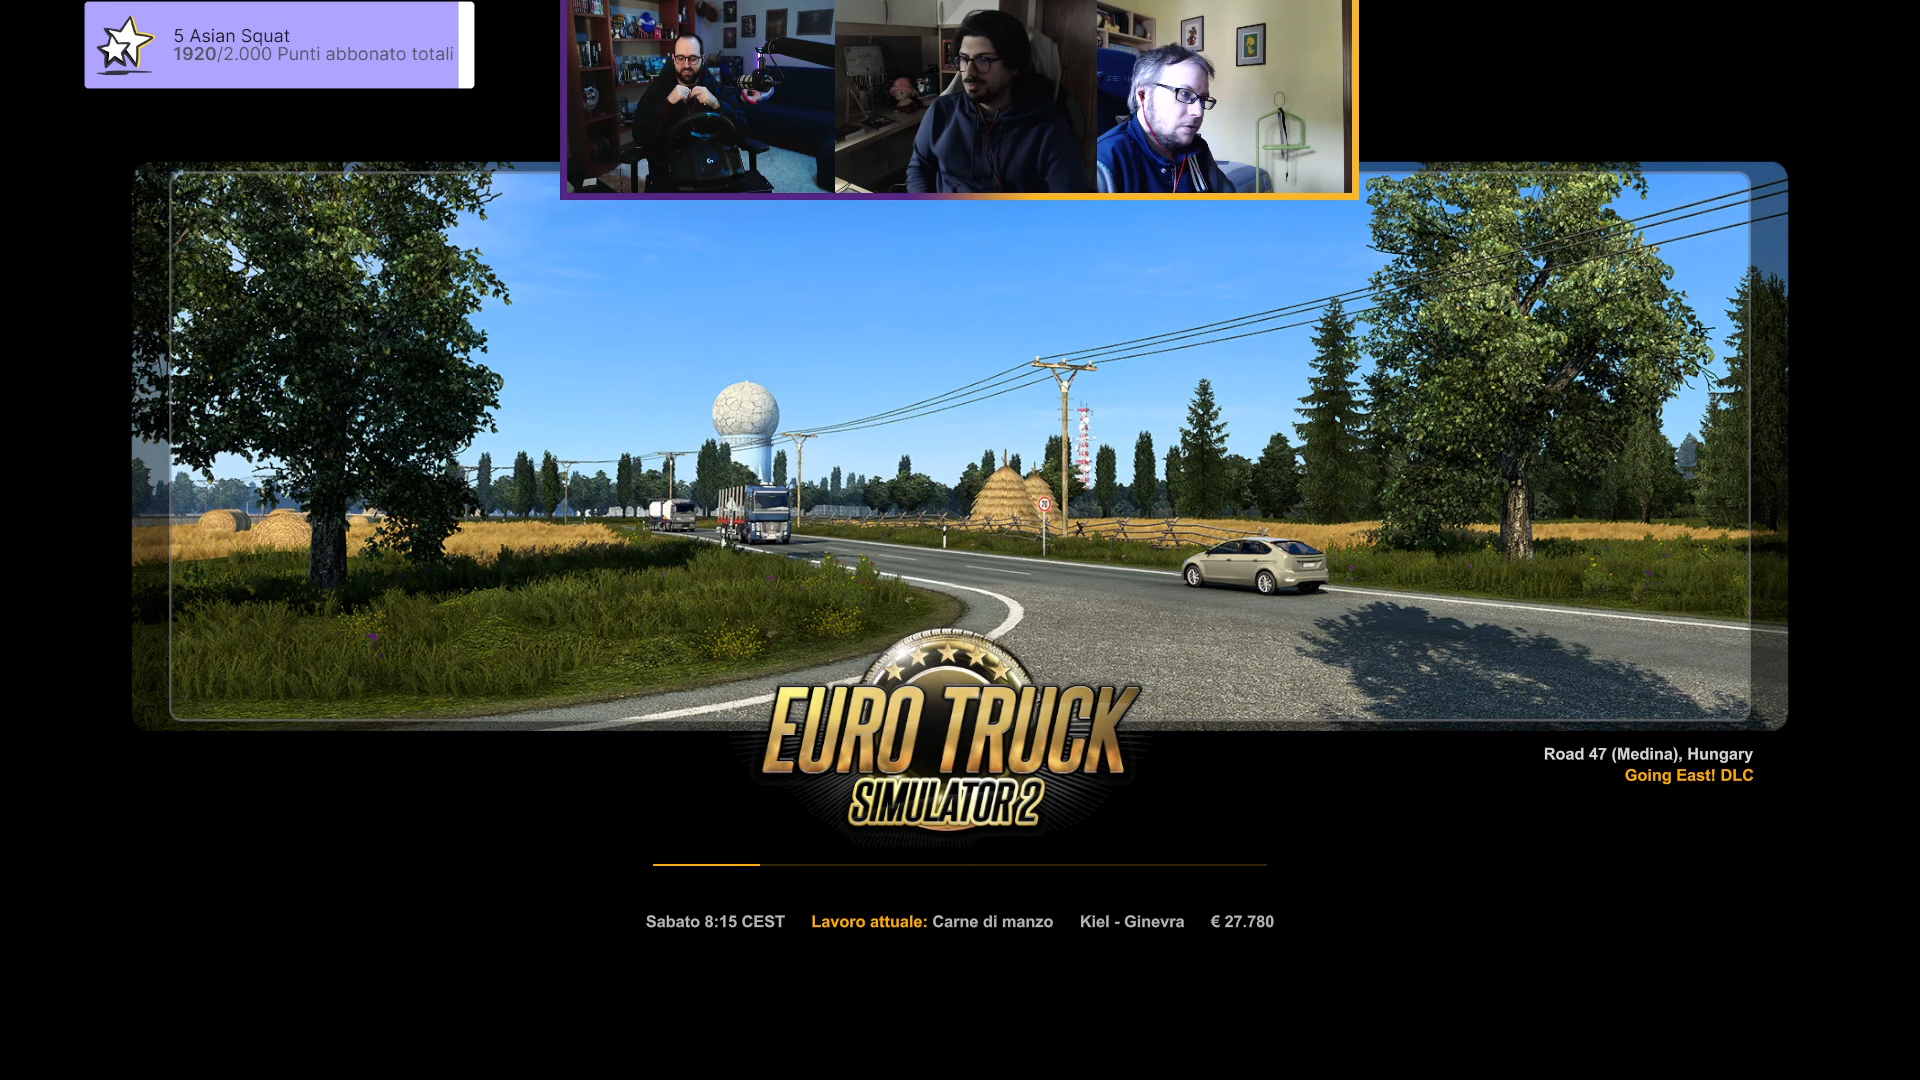 5 Asian Squat
1920/2.000 Punti abbonato totali
EURO TRUCK
SIMULATOR 2
Road 47 (Medina), Hungary
Going East! DLC
Sabato 8:15 CEST Lavoro attuale: Carne di manzo Kiel - Ginevra € 27.780